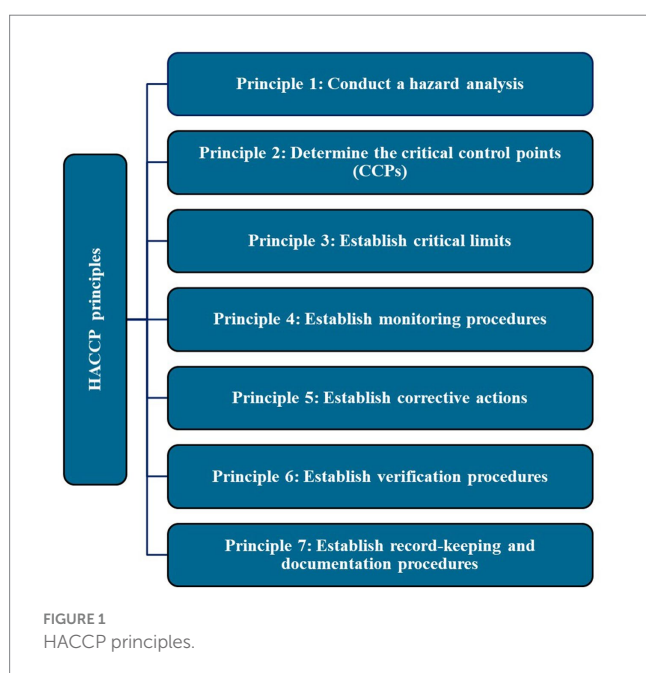 HACCP principles
Principle 1: Conduct a hazard analysis
Principle 2: Determine the critical control points
(CCPs)
Principle 3: Establish critical limits
Principle 4: Establish monitoring procedures
Principle 5: Establish corrective actions
Principle 6: Establish verification procedures
Principle 7: Establish record-keeping and
documentation procedures
FIGURE 1
HACCP principles.